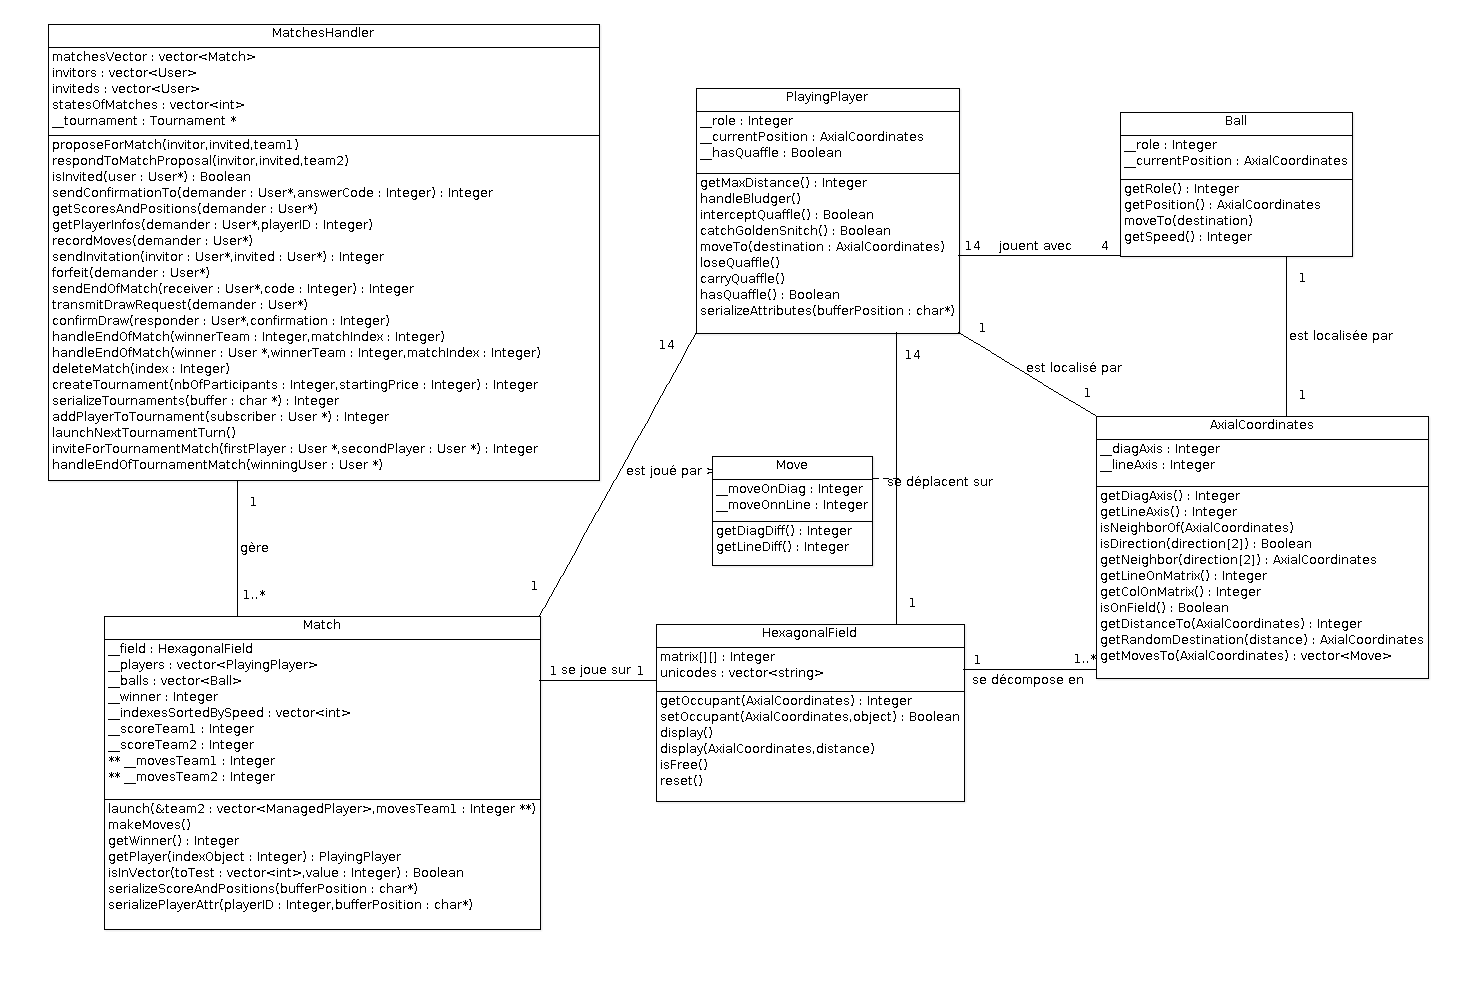 MatchesHandler
matchesVector : vector<Match>
invitors : vector<User>
inviteds : vector<User>
statesOfMatches : vector<int>
__tournament : Tournament *
proposeForMatch(invitor,invited,team1)
respondToMatchProposal(invitor,invited,team2)
isInvited(user : User*) : Boolean
sendConfirmationTo(demander : User*,answerCode : Integer) : Integer
getScoresAndPositions(demander : User*)
getPlayerInfos(demander : User*,playerID : Integer)
recordMoves(demander : User*)
sendInvitation(invitor : User*,invited : User*) : Integer
forfeit(demander : User*)
sendEndOfMatch(receiver : User*,code : Integer) : Integer
transmitDrawRequest(demander : User*)
confirmDraw(responder : User*,confirmation : Integer)
handleEndOfMatch(winnerTeam : Integer,matchIndex : Integer)
handleEndOfMatch(winner : User *,winnerTeam : Integer,matchIndex : Integer)
deleteMatch(index : Integer)
createTournament(nbOfParticipants : Integer,startingPrice : Integer) : Integer
serializeTournaments(buffer : char *) : Integer
addPlayerToTournament(subscriber : User *) : Integer
launchNextTournamentTurn()
inviteForTournamentMatch(firstPlayer : User *,secondPlayer : User *) : Integer
handleEndOfTournamentMatch(winningUser : User *)
PlayingPlayer
__role : Integer
__currentPosition : AxialCoordinates
__hasQuaffle : Boolean
getMaxDistance() : Integer
handleBludger()
interceptQuaffle() : Boolean
catchGoldenSnitch() : Boolean
moveTo(destination : AxialCoordinates)
loseQuaffle()
carryQuaffle()
hasQuaffle() : Boolean
serializeAttributes(bufferPosition : char*)
14 jouent avec 4
Ball
__role : Integer
__currentPosition : AxialCoordinates
getRole() : Integer
getPosition() : AxialCoordinates
moveTo(destination)
getSpeed() : Integer
1
est localisée par
1
1
est localisé par
1
14
est joué par >
1
14
se déplacent sur
1
Move
__moveOnDiag : Integer
__moveOnnLine : Integer
getDiagDiff() : Integer
getLineDiff() : Integer
AxialCoordinates
__diagAxis : Integer
__lineAxis : Integer
getDiagAxis() : Integer
getLineAxis() : Integer
isNeighborOf(AxialCoordinates)
isDirection(direction[2]) : Boolean
getNeighbor(direction[2]) : AxialCoordinates
getLineOnMatrix() : Integer
getColOnMatrix() : Integer
isOnField() : Boolean
getDistanceTo(AxialCoordinates) : Integer
getRandomDestination(distance) : AxialCoordinates
getMovesTo(AxialCoordinates) : vector<Move>
1
gère
1..*
Match
__field : HexagonalField
__players : vector<PlayingPlayer>
__balls : vector<Ball>
__winner : Integer
__indexesSortedBySpeed : vector<int>
__scoreTeam1 : Integer
__scoreTeam2 : Integer
** __movesTeam1 : Integer
** __movesTeam2 : Integer
launch(&team2 : vector<ManagedPlayer>,movesTeam1 : Integer **)
makeMoves()
getWinner() : Integer
getPlayer(indexObject : Integer) : PlayingPlayer
isInVector(toTest : vector<int>,value : Integer) : Boolean
serializeScoreAndPositions(bufferPosition : char*)
serializePlayerAttr(playerID : Integer,bufferPosition : char*)
1 se joue sur 1
HexagonalField
matrix[][] : Integer
unicodes : vector<string>
getOccupant(AxialCoordinates) : Integer
setOccupant(AxialCoordinates,object) : Boolean
display()
display(AxialCoordinates,distance)
isFree()
reset()
1 1..*
se décompose en